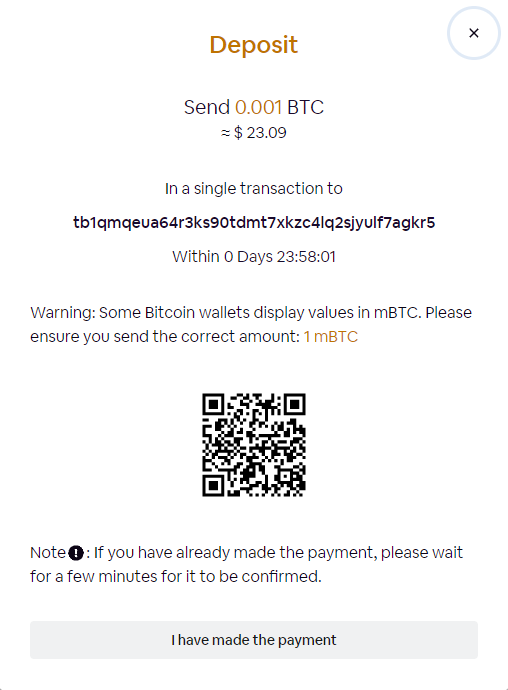 Deposit
Send 0.001 BTC
≈ $ 23.09
In a single transaction to
tb1qmqeua64r3ks90tdmt7xkzc4lq2sjyulf7agkr5
Within 0 Days 23:58:01
Warning: Some Bitcoin wallets display values in mBTC. Please
ensure you send the correct amount: 1 mBTC
Note: If you have already made the payment, please wait
for a few minutes for it to be confirmed.
I have made the payment